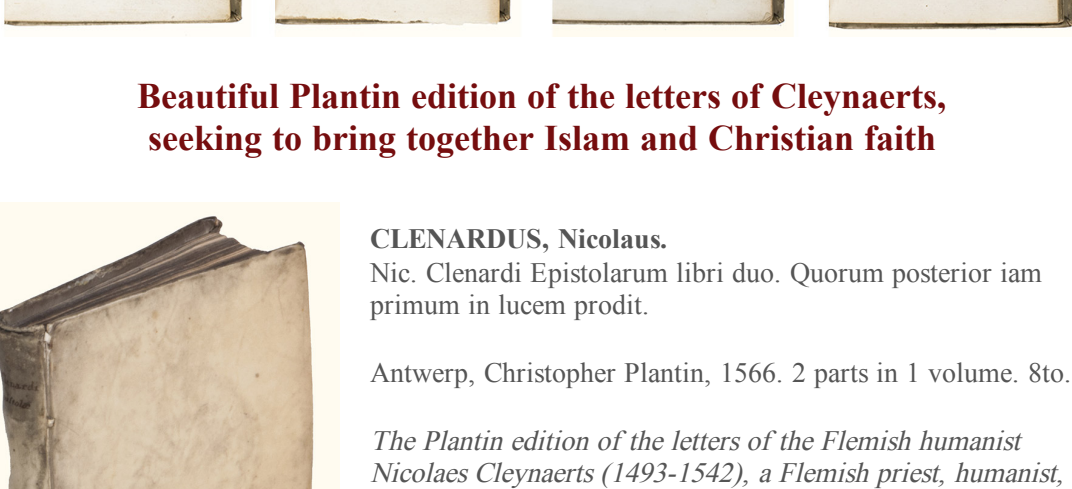 Beautiful Plantin edition of the letters of Cleynaerts,
seeking to bring together Islam and Christian faith
CLENARDUS, Nicolaus.
Nic. Clenardi Epistolarum libri duo. Quorum posterior iam
primum in lucem prodit.
Antwerp, Christopher Plantin, 1566. 2 parts in 1 volume. 8to.
The Plantin edition of the letters of the Flemish humanist
Nicolaes Cleynaerts (1493-1542), a Flemish priest, humanist,